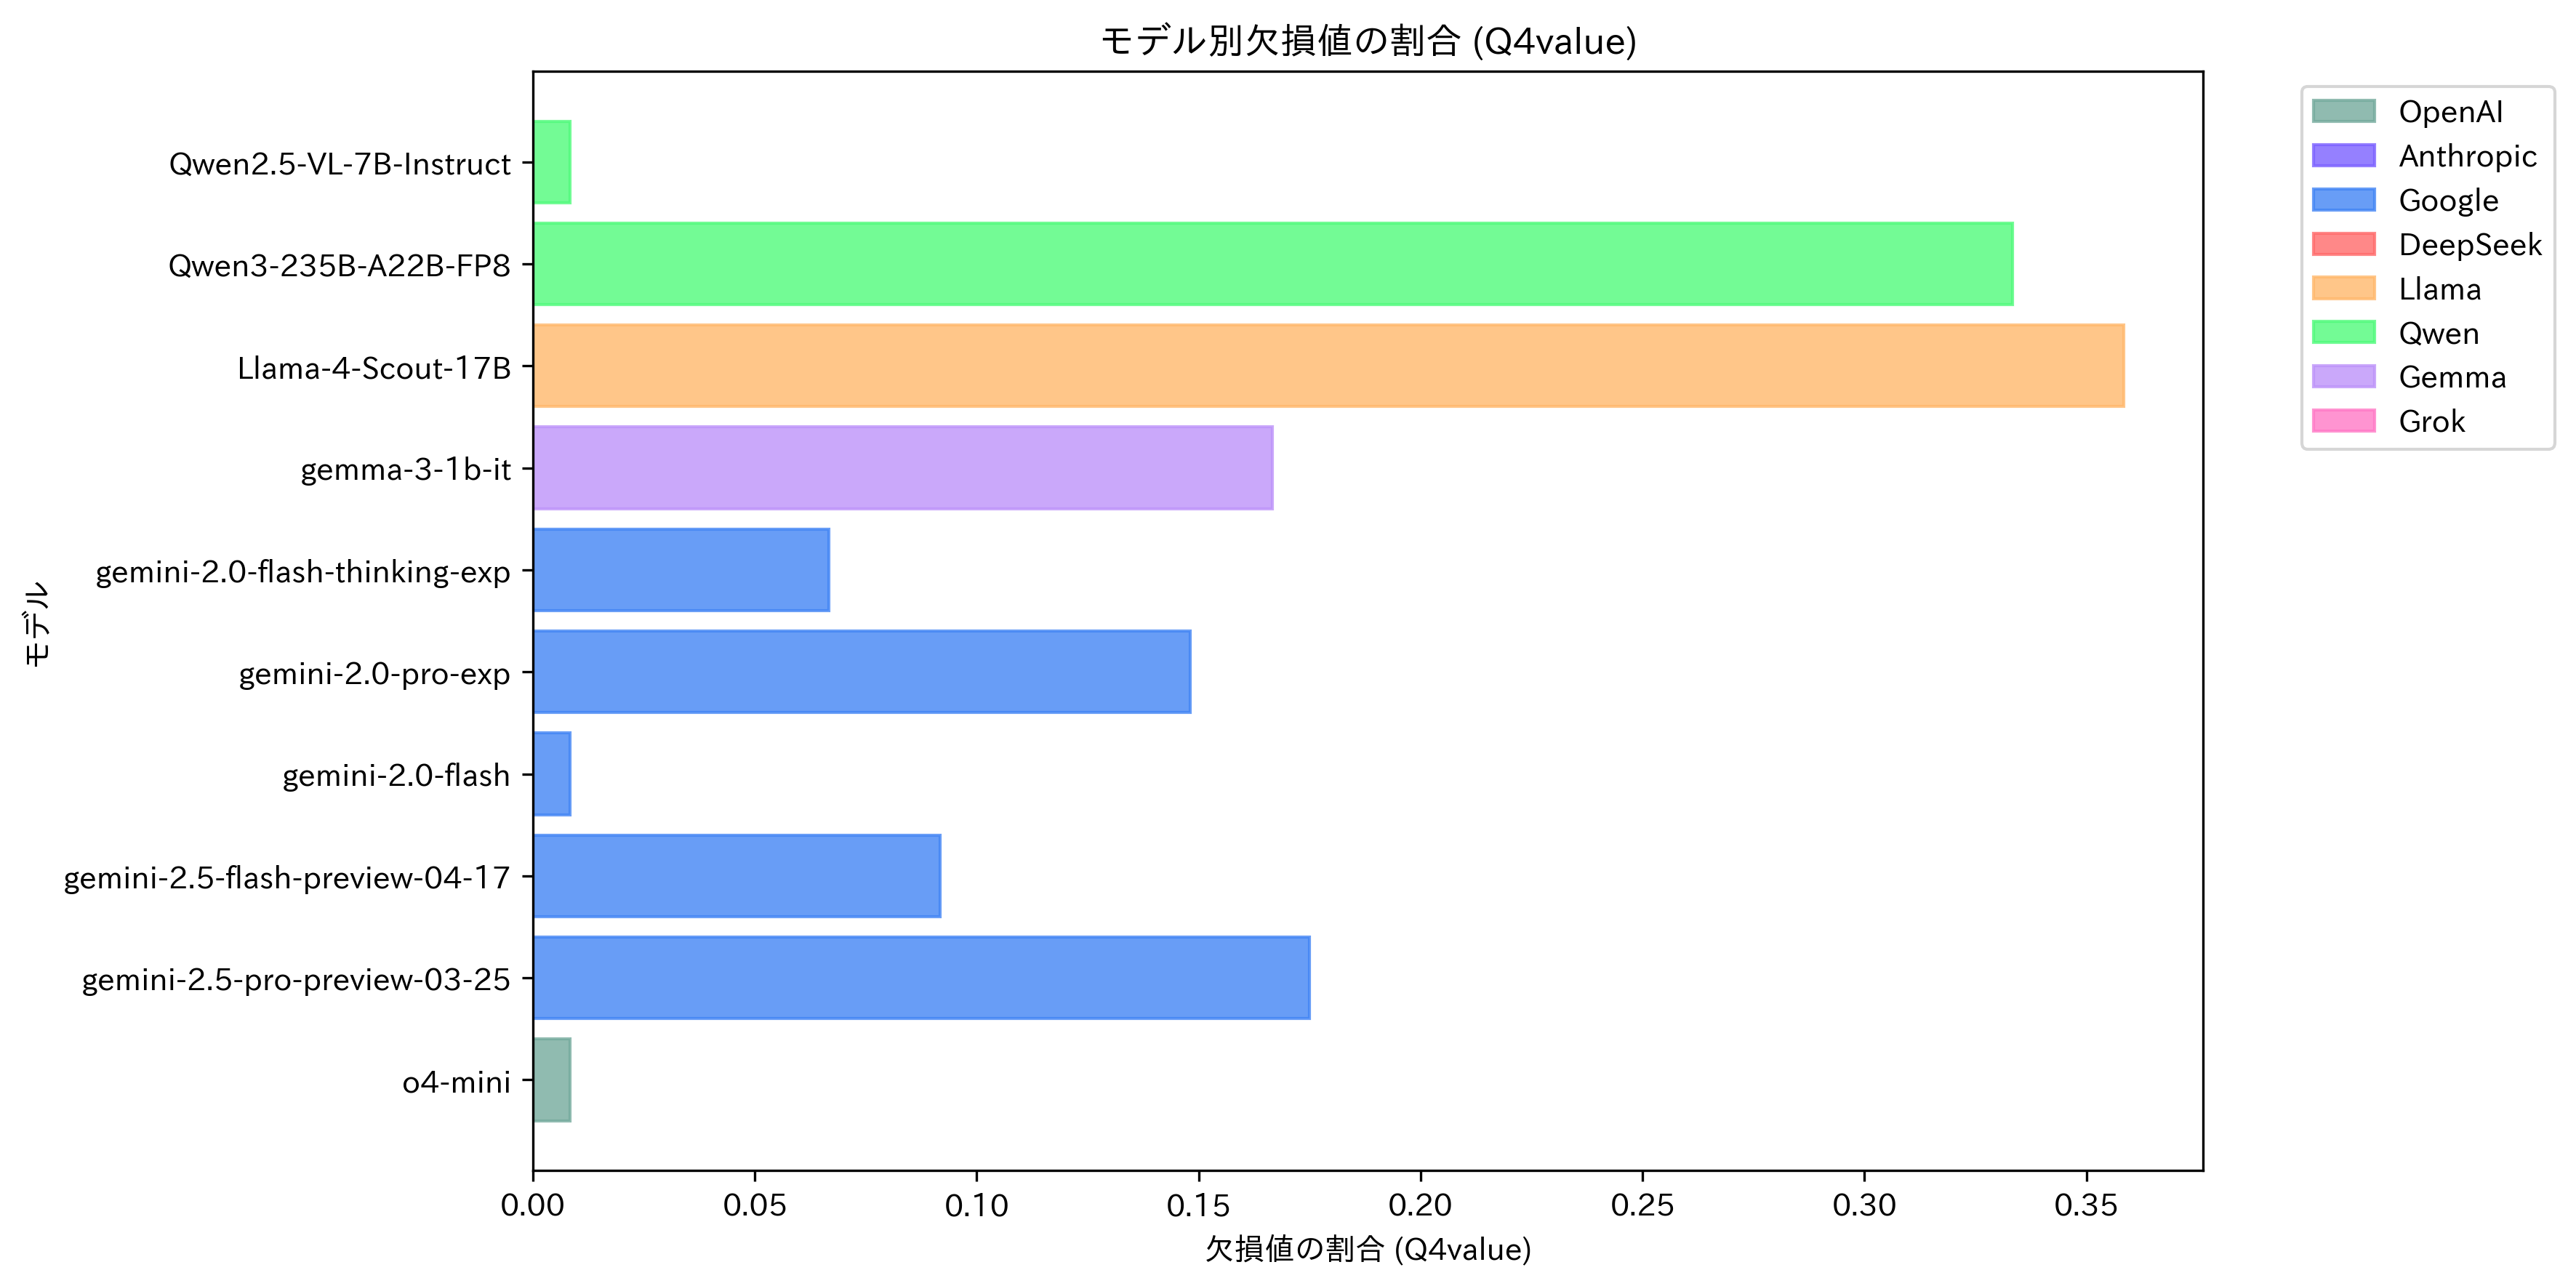 モデル別欠損値の割合 (Q4value)
モデル
Qwen2.5-VL-7B-Instruct
Qwen3-235B-A22B-FP8
Llama-4-Scout-17B
gemma-3-1b-it
gemini-2.0-flash-thinking-exp
gemini-2.0-pro-exp
gemini-2.0-flash
gemini-2.5-flash-preview-04-17
gemini-2.5-pro-preview-03-25
o4-mini
0.00 0.05 0.10 0.15 0.20 0.25 0.30 0.35
欠損値の割合 (Q4value)
OpenAI
Anthropic
Google
DeepSeek
Llama
Qwen
Gemma
Grok